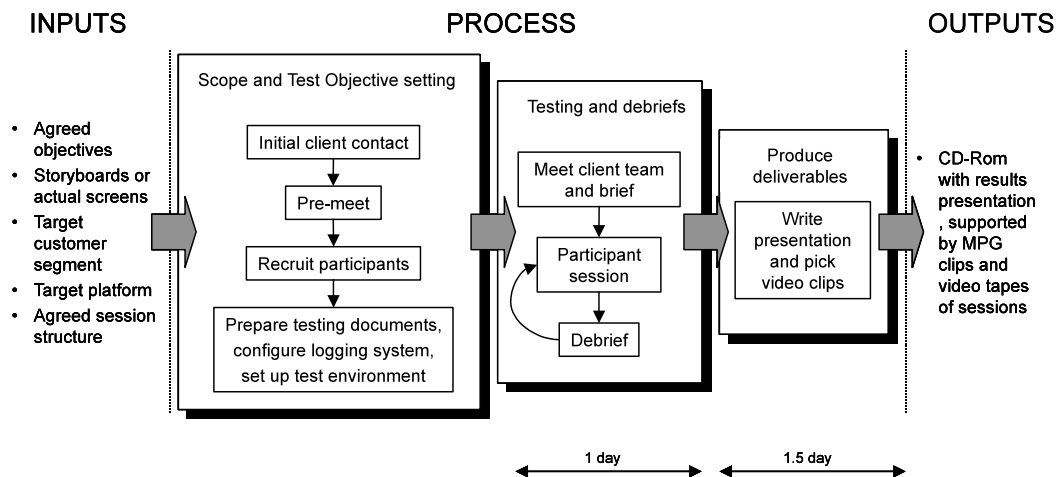 INPUTS
PROCESS
OUTPUTS
• Agreed
objectives
• Storyboards or
actual screens
• Target
customer
segment
• Target platform
• Agreed session
structure
Scope and Test Objective setting
Initial client contact
Pre-meet
Recruit participants
Prepare testing documents,
configure logging system,
set up test environment
Testing and debriefs
Meet client team
and brief
Participant
session
Debrief
Produce
deliverables
Write
presentation
and pick
video clips
• CD-Rom
with results
presentation
, supported
by MPG
clips and
video tapes
of sessions
1 day
1.5 day